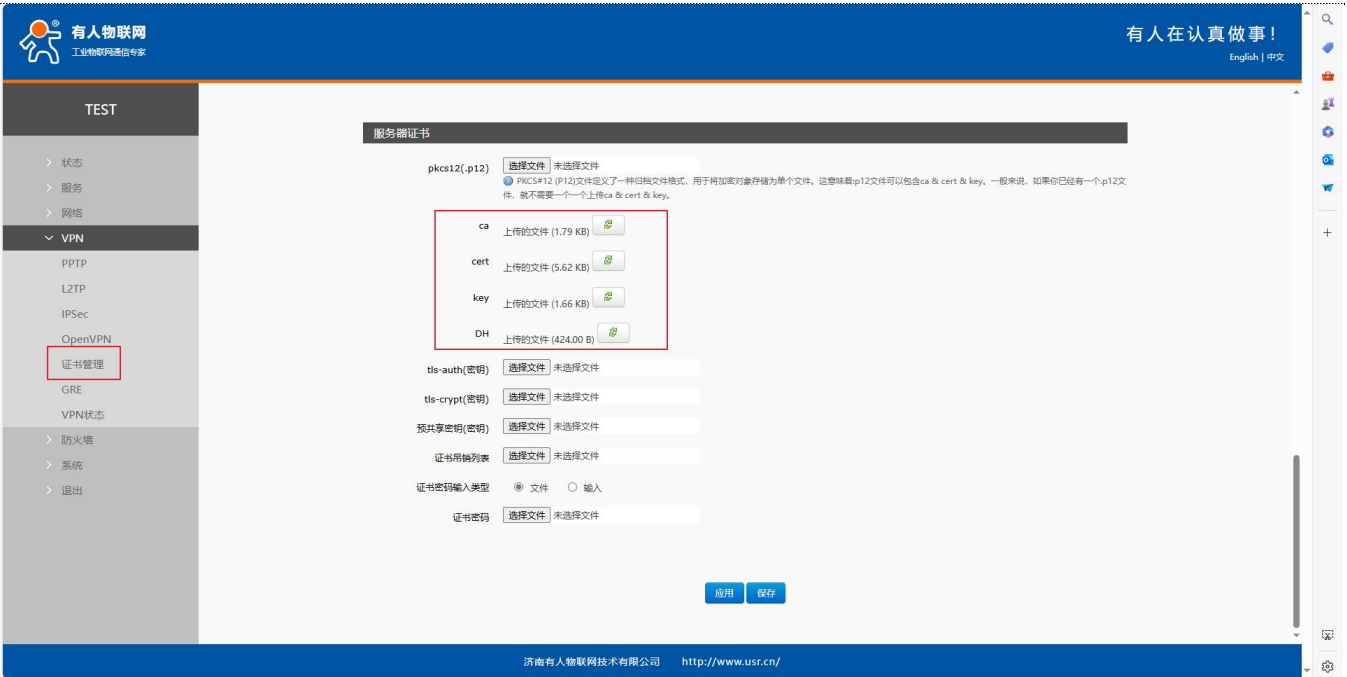 有人物联网
工业物联网通信专家
有人在认真做事！
English | 中文
TEST
状态
服务
网络
VPN
PPTP
L2TP
IPSec
OpenVPN
证书管理
GRE
VPN状态
防火墙
系统
退出
服务器证书
pkcs12(.p12) 选择文件 未选择文件
PKCS#12 (P12)文件定义了一种归档文件格式，用于将加密对象存储为单个文件。这意味着:p12文件可以包含ca & cert & key。一般来说，如果你已经有一个.p12文
件，就不需要一个一个上传ca & cert & key。
ca 上传的文件 (1.79 KB)
cert 上传的文件 (5.62 KB)
key 上传的文件 (1.66 KB)
DH 上传的文件 (424.00 B)
tls-auth(密钥) 选择文件 未选择文件
tls-crypt(密钥) 选择文件 未选择文件
预共享密钥(密钥) 选择文件 未选择文件
证书吊销列表 选择文件 未选择文件
证书密码输入类型 文件 输入
证书密码 选择文件 未选择文件
应用 保存
济南有人物联网技术有限公司 http://www.usr.cn/